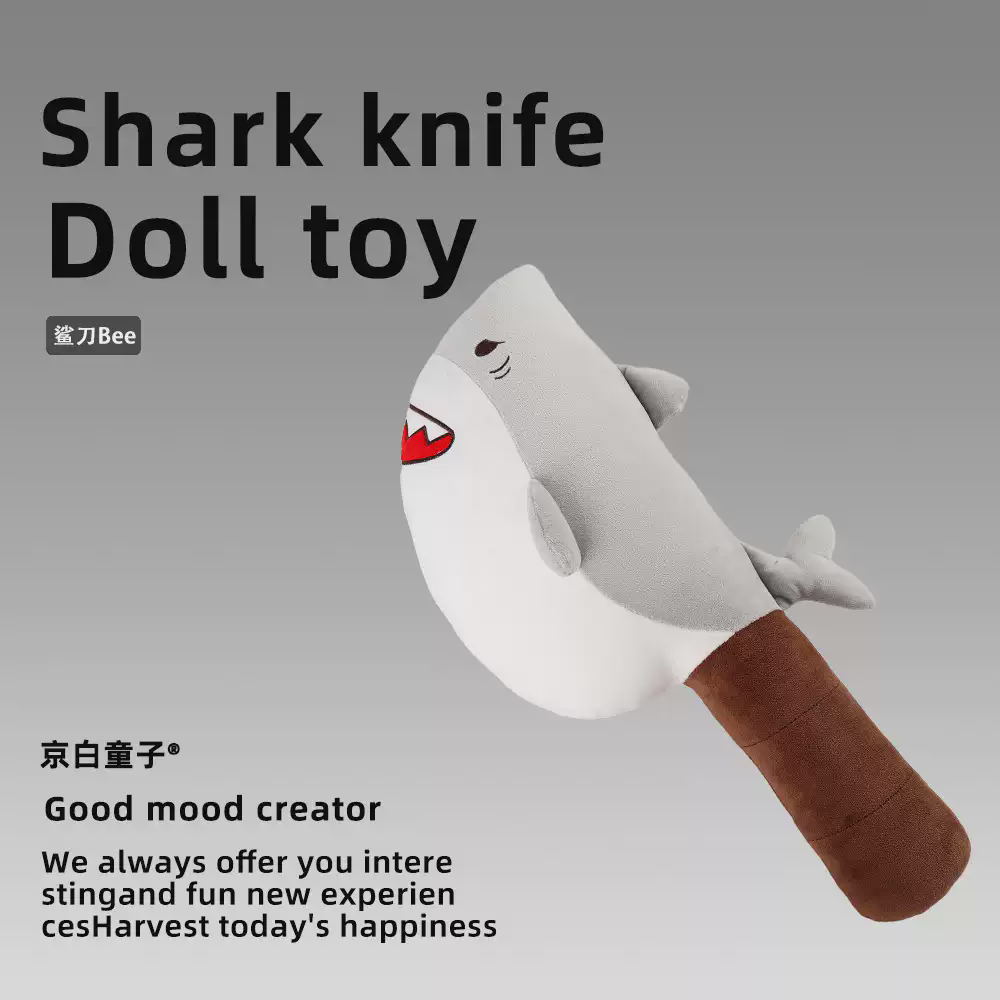 Shark knife
Doll toy
鲨刀Bee
京白童子®
Good mood creator
We always offer you intere
stingand fun new experien
cesHarvest today's happiness